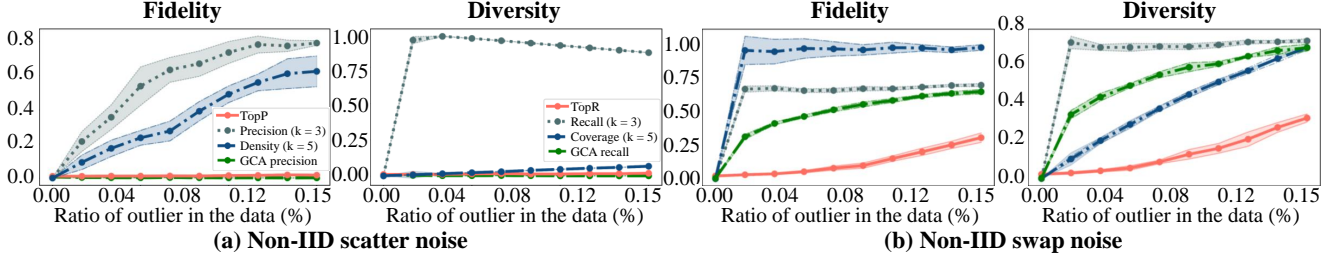 Fidelity
0.8
0.6
0.4
0.2
0.0
TopP
Precision (k = 3)
Density (k = 5)
GCA precision
0.00 0.04 0.08 0.12 0.15
Ratio of outlier in the data (%)
Diversity
1.00
0.75
0.50
0.25
0.00
TopR
Recall (k = 3)
Coverage (k = 5)
GCA recall
0.00 0.04 0.08 0.12 0.15
Ratio of outlier in the data (%)
(a) Non-IID scatter noise
Fidelity
1.00
0.75
0.50
0.25
0.00
0.00 0.04 0.08 0.12 0.15
Ratio of outlier in the data (%)
Diversity
0.8
0.6
0.4
0.2
0.0
0.00 0.04 0.08 0.12 0.15
Ratio of outlier in the data (%)
(b) Non-IID swap noise